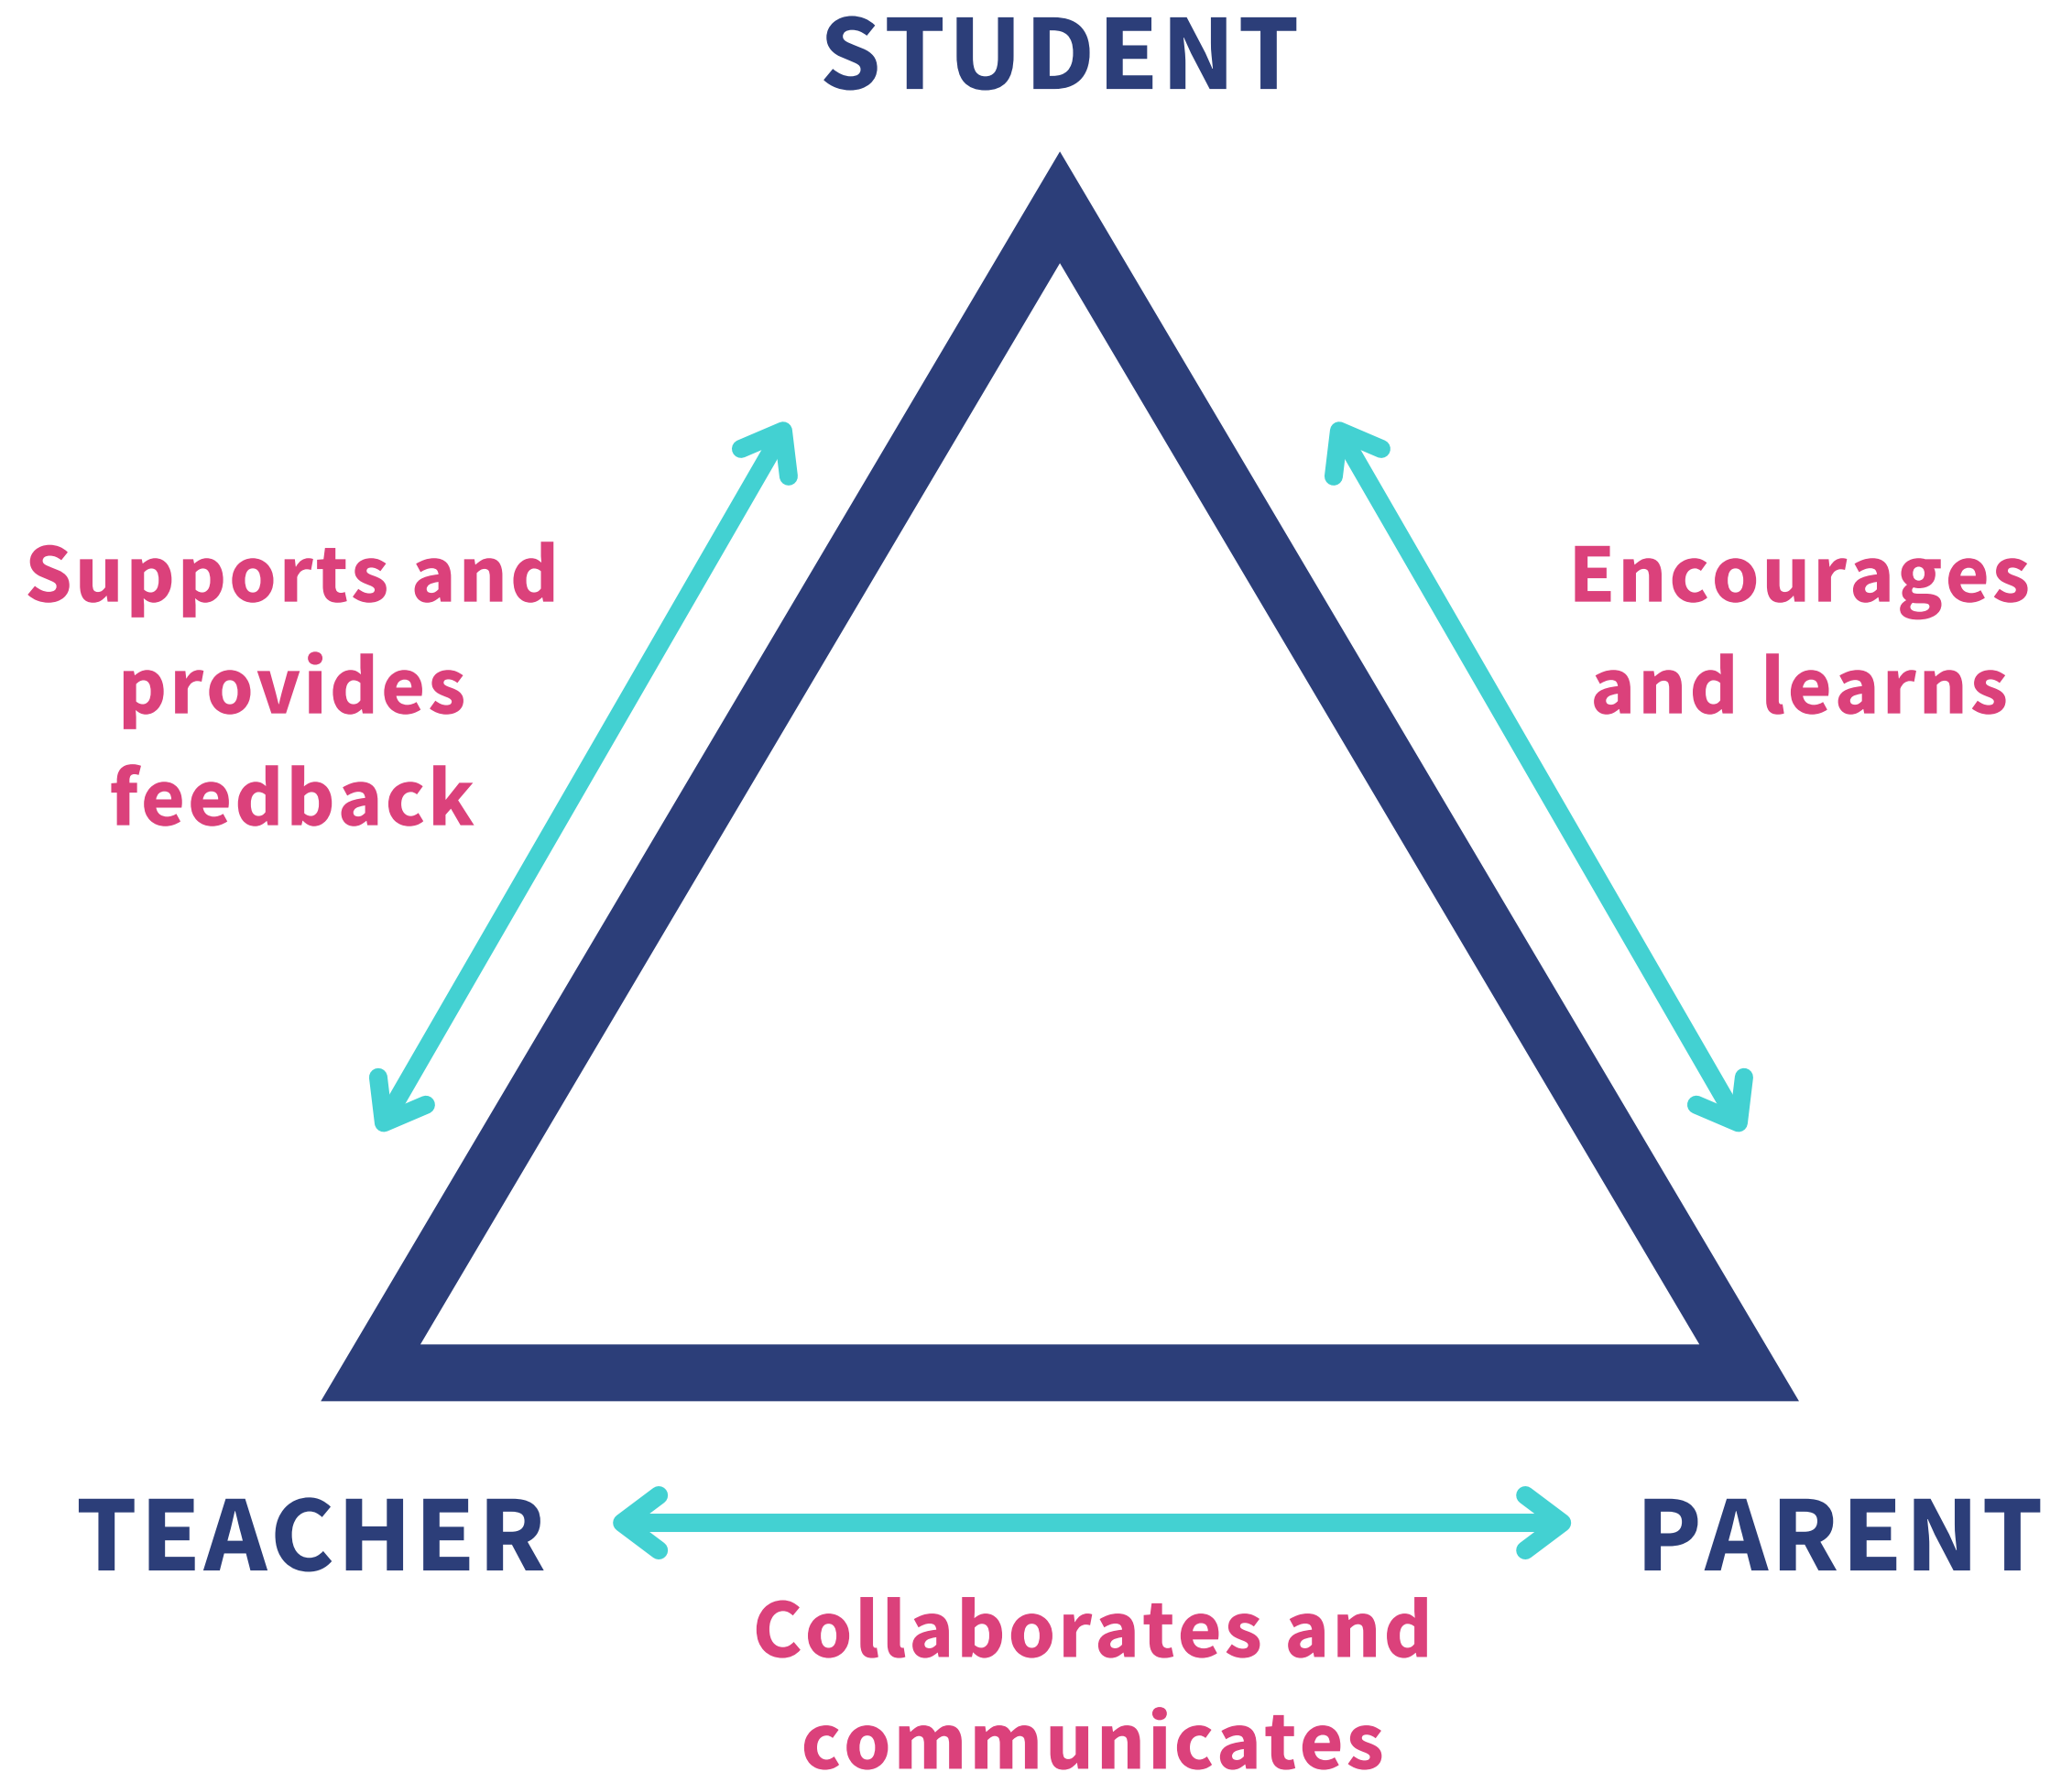 STUDENT
Supports and
provides
feedback
Encourages
and learns
TEACHER
PARENT
Collaborates and
communicates